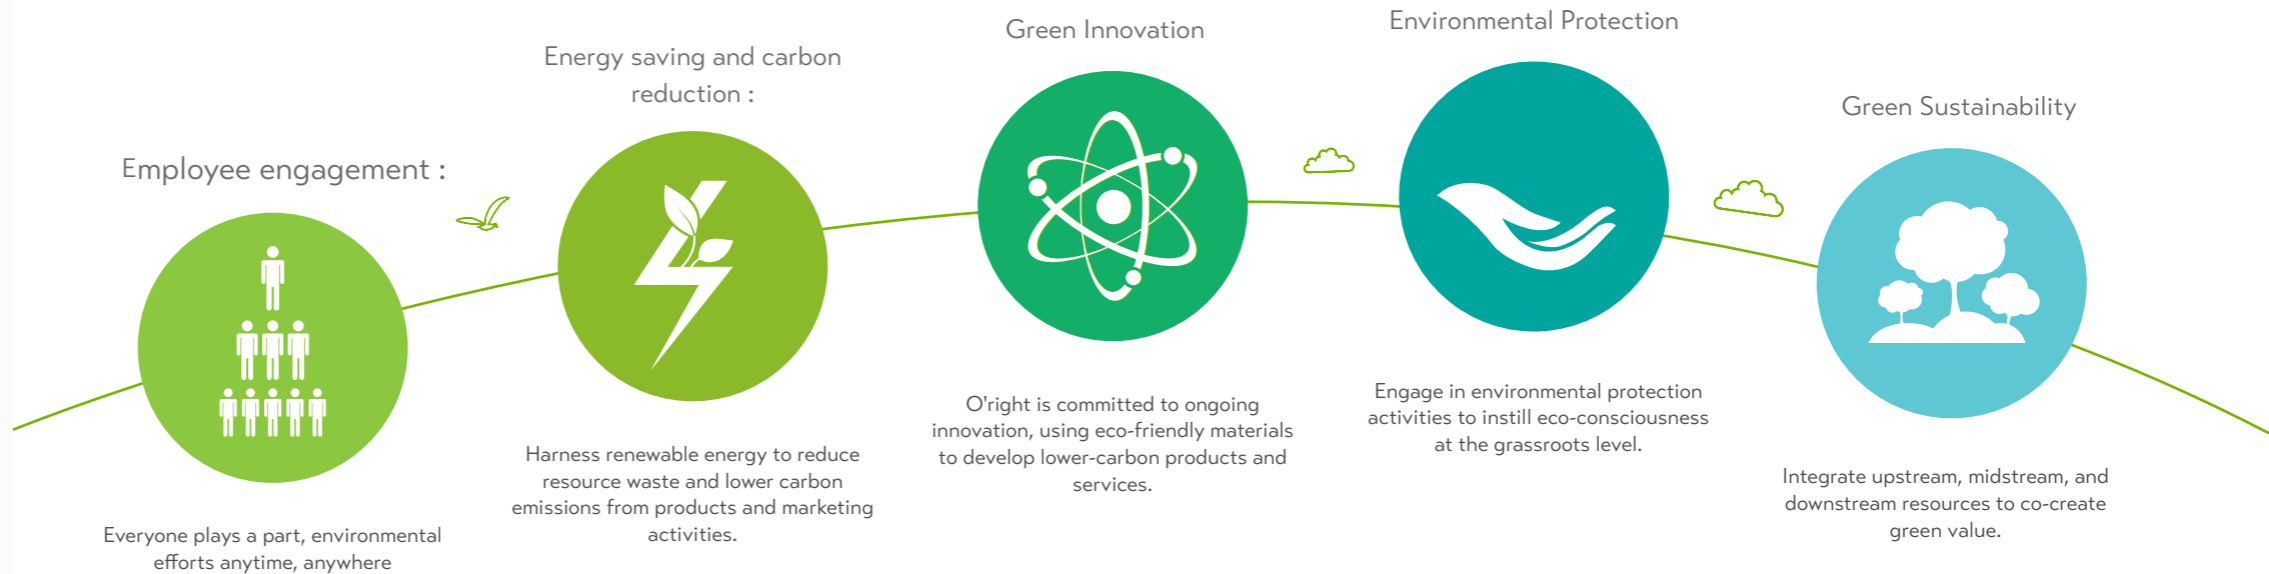 Employee engagement :
Everyone plays a part, environmental
efforts anytime, anywhere
Energy saving and carbon
reduction :
Harness renewable energy to reduce
resource waste and lower carbon
emissions from products and marketing
activities.
Green Innovation
O'right is committed to ongoing
innovation, using eco-friendly materials
to develop lower-carbon products and
services.
Environmental Protection
Engage in environmental protection
activities to instill eco-consciousness
at the grassroots level.
Green Sustainability
Integrate upstream, midstream, and
downstream resources to co-create
green value.